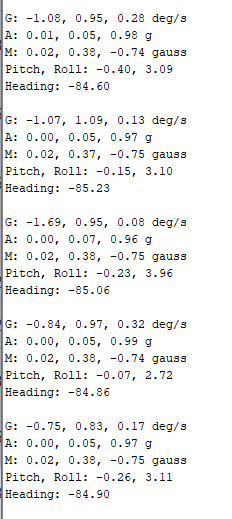 G: -1.08, 0.95, 0.28 deg/s
A: 0.01, 0.05, 0.98 g
M: 0.02, 0.38, -0.74 gauss
Pitch, Roll: -0.40, 3.09
Heading: -84.60
G: -1.07, 1.09, 0.13 deg/s
A: 0.00, 0.05, 0.97 g
M: 0.02, 0.37, -0.75 gauss
Pitch, Roll: -0.15, 3.10
Heading: -85.23
G: -1.69, 0.95, 0.08 deg/s
A: 0.00, 0.07, 0.96 g
M: 0.02, 0.38, -0.75 gauss
Pitch, Roll: -0.23, 3.96
Heading: -85.06
G: -0.84, 0.97, 0.32 deg/s
A: 0.00, 0.05, 0.99 g
M: 0.02, 0.38, -0.74 gauss
Pitch, Roll: -0.07, 2.72
Heading: -84.86
G: -0.75, 0.83, 0.17 deg/s
A: 0.00, 0.05, 0.97 g
M: 0.02, 0.38, -0.75 gauss
Pitch, Roll: -0.26, 3.11
Heading: -84.90